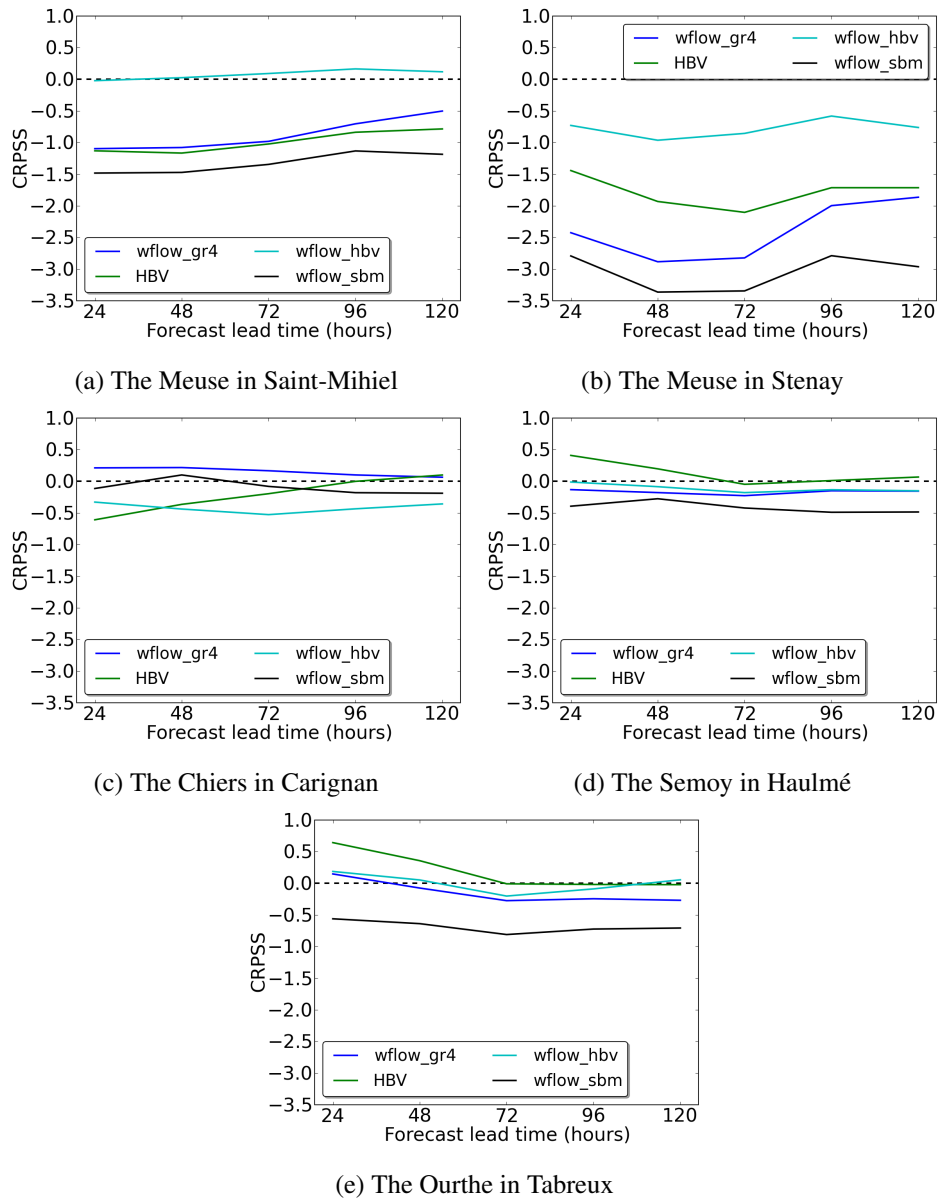 1.0
0.5
0.0
−0.5
−1.0
−1.5
−2.0
−2.5
−3.0
−3.5
CRPSS
wflow_gr4 wflow_hbv
HBV wflow_sbm
24 48 72 96 120
Forecast lead time (hours)
(a) The Meuse in Saint-Mihiel
1.0
0.5
0.0
−0.5
−1.0
−1.5
−2.0
−2.5
−3.0
−3.5
CRPSS
wflow_gr4 wflow_hbv
HBV wflow_sbm
24 48 72 96 120
Forecast lead time (hours)
(b) The Meuse in Stenay
1.0
0.5
0.0
−0.5
−1.0
−1.5
−2.0
−2.5
−3.0
−3.5
CRPSS
wflow_gr4 wflow_hbv
HBV wflow_sbm
24 48 72 96 120
Forecast lead time (hours)
(c) The Chiers in Carignan
1.0
0.5
0.0
−0.5
−1.0
−1.5
−2.0
−2.5
−3.0
−3.5
CRPSS
wflow_gr4 wflow_hbv
HBV wflow_sbm
24 48 72 96 120
Forecast lead time (hours)
(d) The Semoy in Haulmé
1.0
0.5
0.0
−0.5
−1.0
−1.5
−2.0
−2.5
−3.0
−3.5
CRPSS
wflow_gr4 wflow_hbv
HBV wflow_sbm
24 48 72 96 120
Forecast lead time (hours)
(e) The Ourthe in Tabreux